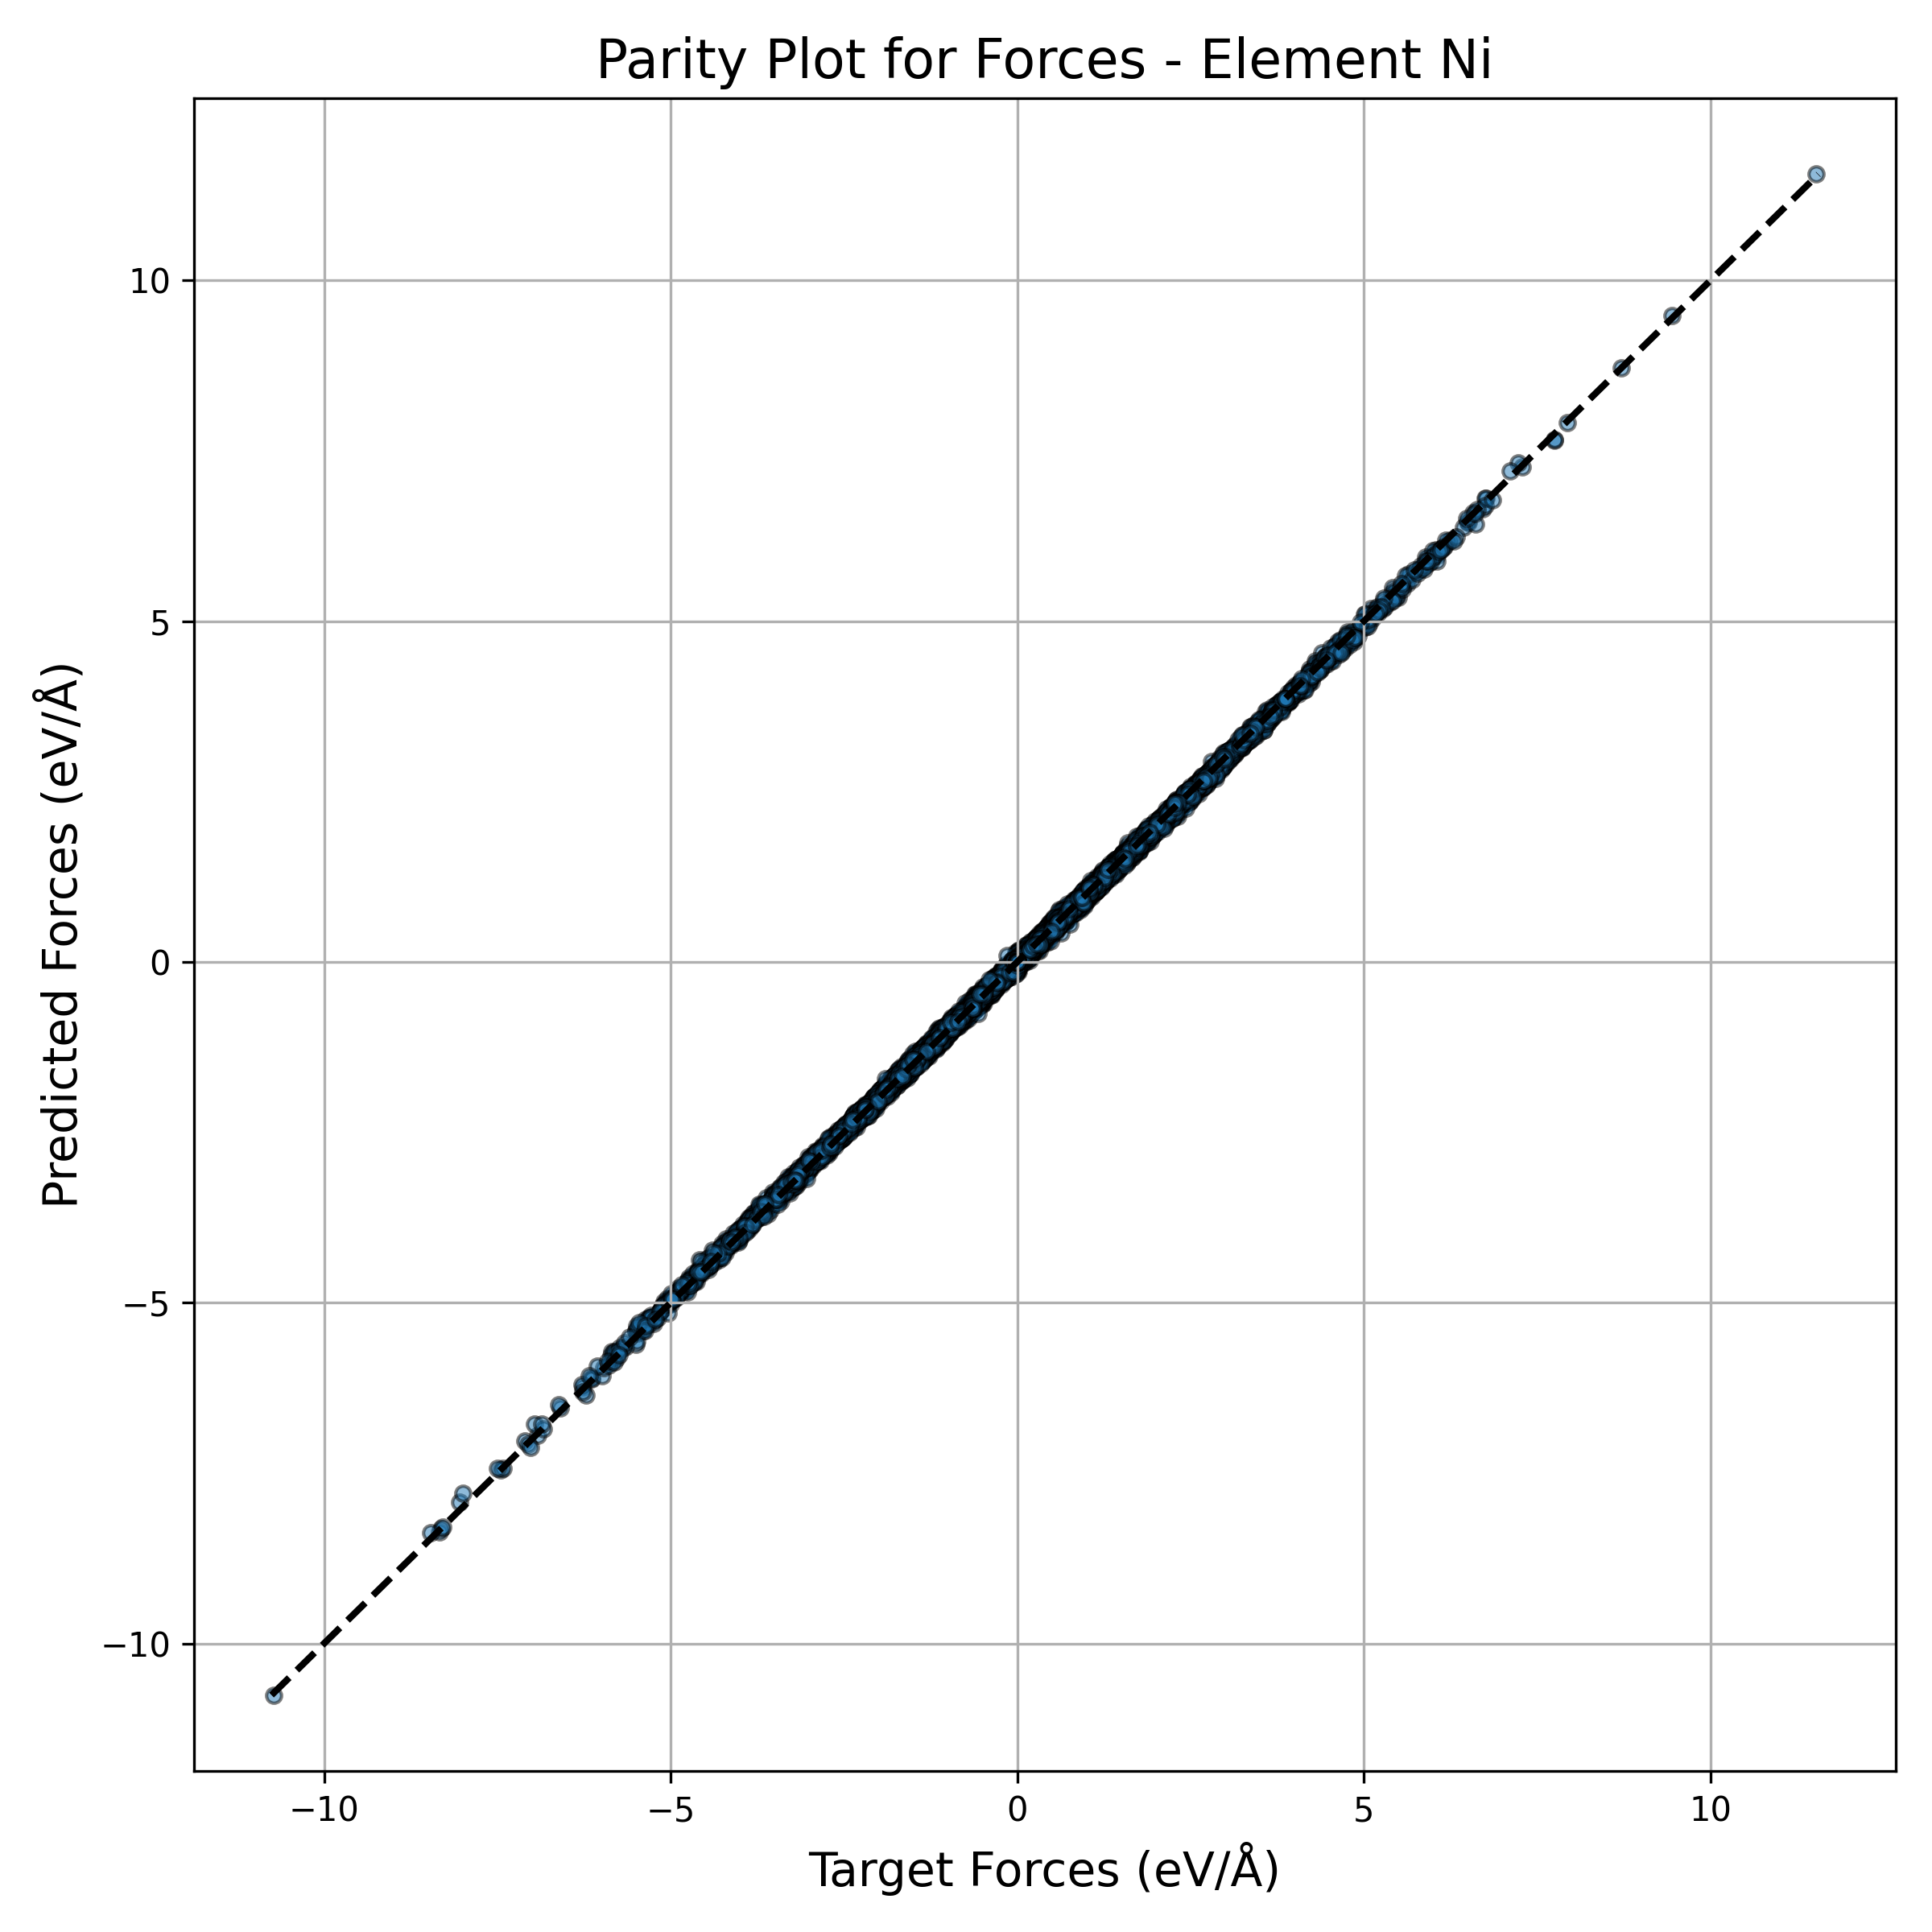 Parity Plot for Forces - Element Ni
10
5
0
−5
−10
Predicted Forces (eV/Å)
−10 −5 0 5 10
Target Forces (eV/Å)